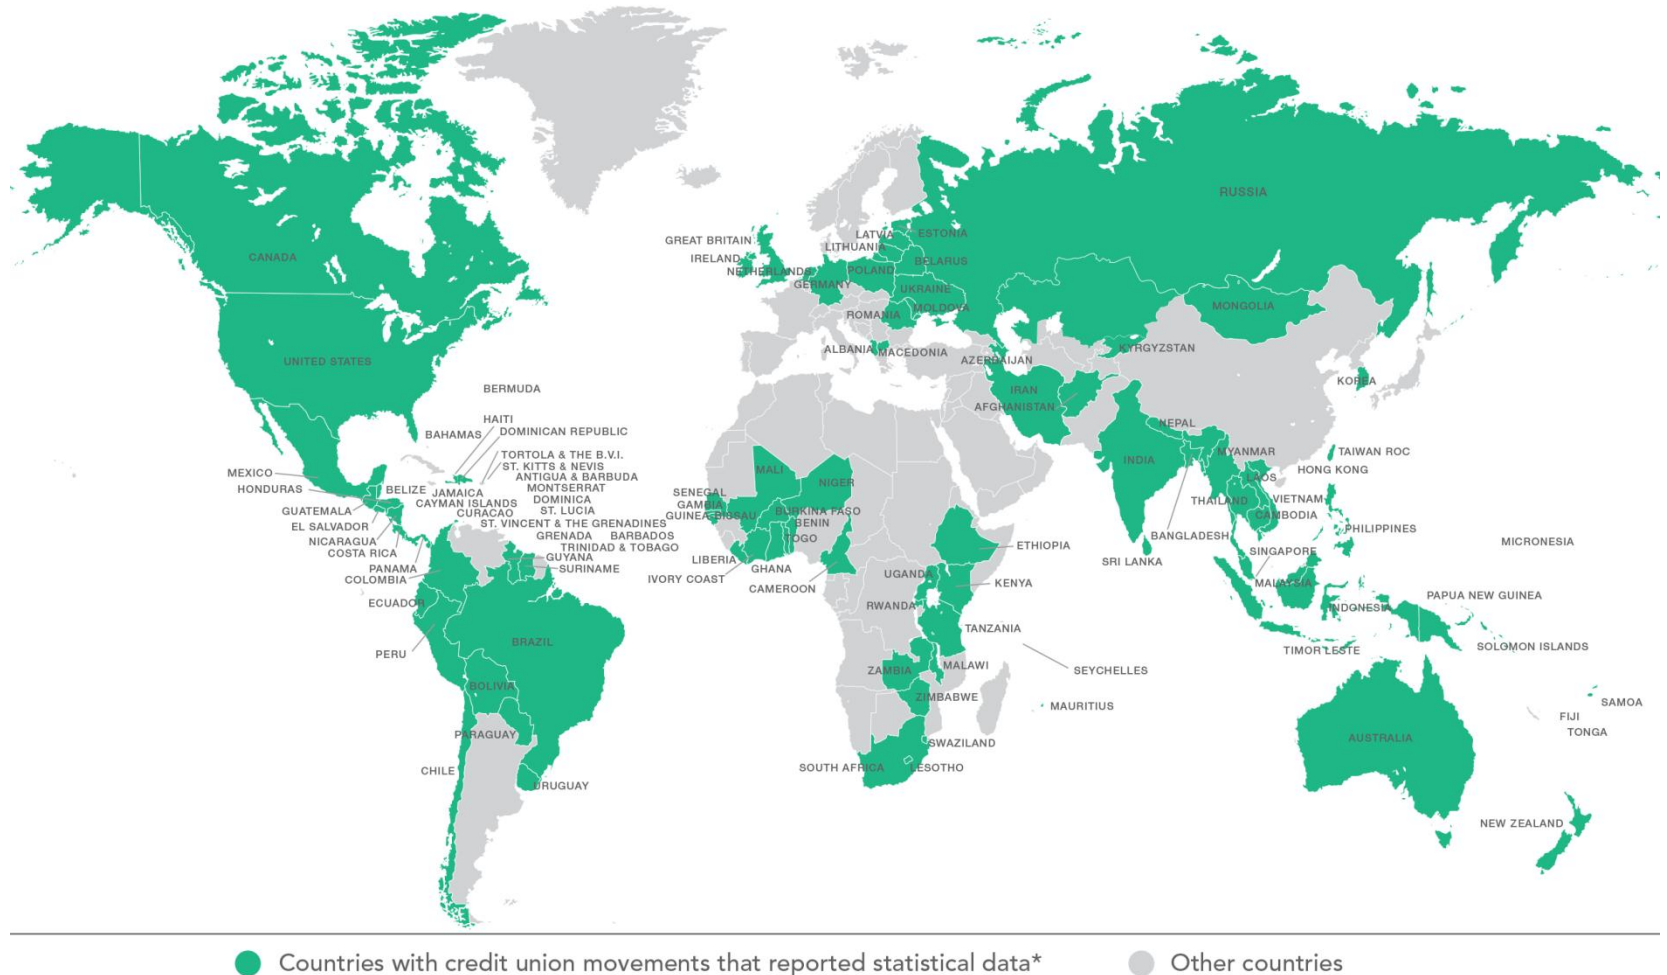 RUSSIA
CANADA
UNITED STATES
GREAT BRITAIN
IRELAND
NETHERLANDS
GERMANY
LATVIA
LITHUANIA
ESTONIA
POLAND
BELARUS
UKRAINE
MOLDOVA
ROMANIA
ALBANIA
MACEDONIA
AZERBAIJAN
KYRGYZSTAN
MONGOLIA
KOREA
IRAN
AFGHANISTAN
NEPAL
INDIA
MYANMAR
LAOS
TAIWAN ROC
HONG KONG
THAILAND
VIETNAM
CAMBODIA
PHILIPPINES
BANGLADESH
SRI LANKA
SINGAPORE
MALAYSIA
INDONESIA
MICRONESIA
PAPUA NEW GUINEA
SOLOMON ISLANDS
TIMOR LESTE
SAMOA
FIJI
TONGA
AUSTRALIA
NEW ZEALAND
BERMUDA
HAITI
BAHAMAS
DOMINICAN REPUBLIC
TORTOLA & THE B.V.I.
ST. KITTS & NEVIS
ANTIGUA & BARBUDA
MONTSERRAT
DOMINICA
ST. LUCIA
ST. VINCENT & THE GRENADINES
GRENADA
BARBADOS
TRINIDAD & TOBAGO
MEXICO
HONDURAS
BELIZE
JAMAICA
CAYMAN ISLANDS
CURACAO
GUATEMALA
EL SALVADOR
NICARAGUA
COSTA RICA
PANAMA
COLOMBIA
GUYANA
SURINAME
ECUADOR
PERU
BRAZIL
BOLIVIA
PARAGUAY
CHILE
URUGUAY
MALI
NIGER
SENEGAL
GAMBIA
GUINEA-BISSAU
BURKINA FASO
BENIN
TOGO
LIBERIA
IVORY COAST
GHANA
CAMEROON
ETHIOPIA
UGANDA
KENYA
RWANDA
TANZANIA
SEYCHELLES
ZAMBIA
MALAWI
ZIMBABWE
MAURITIUS
SWAZILAND
SOUTH AFRICA
LESOTHO
Countries with credit union movements that reported statistical data*
Other countries